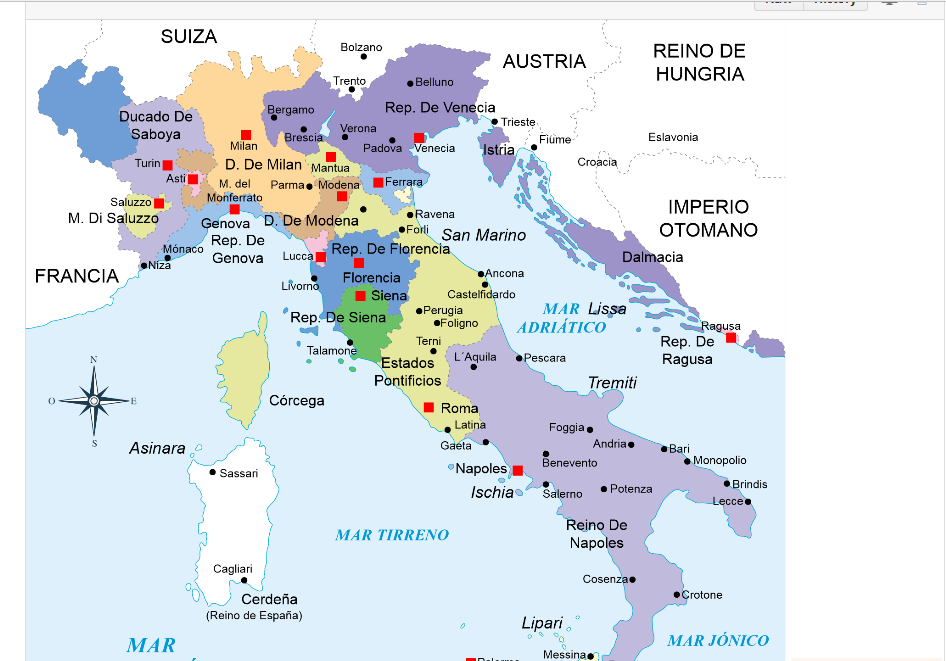 SUIZA
Bolzano
AUSTRIA
REINO DE
HUNGRIA
Trento
Belluno
Rep. De Venecia
Bergamo
Ducado De
Saboya
Brescia
Verona
Trieste
Padova
Venecia
Istria
Fiume
Eslavonia
Croacia
Milan
D. De Milan
Mantua
Turin
Asti
M. del
Monferrato
Parma
Modena
Ferrara
Saluzzo
M. Di Saluzzo
Genova
Rep. De
Genova
D. De Modena
Ravena
Forli
San Marino
IMPERIO
OTOMANO
Mónaco
Niza
FRANCIA
Lucca
Rep. De Florencia
Florencia
Livorno
Siena
Rep. De Siena
Dalmacia
Ancona
Castelfidardo
MAR
ADRIÁTICO
Lissa
Perugia
Foligno
Terni
Talamone
Ragusa
Rep. De
Ragusa
L´Aquila
Pescara
Estados
Pontificios
Tremiti
N
O
E
S
Córcega
Roma
Latina
Gaeta
Foggia
Andria
Bari
Monopolio
Asinara
Sassari
Napoles
Ischia
Benevento
Salerno
Potenza
Brindis
Lecce
MAR TIRRENO
Reino De
Napoles
Cagliari
Cerdeña
(Reino de España)
Cosenza
Crotone
Lipari
MAR JÓNICO
MAR
Messina